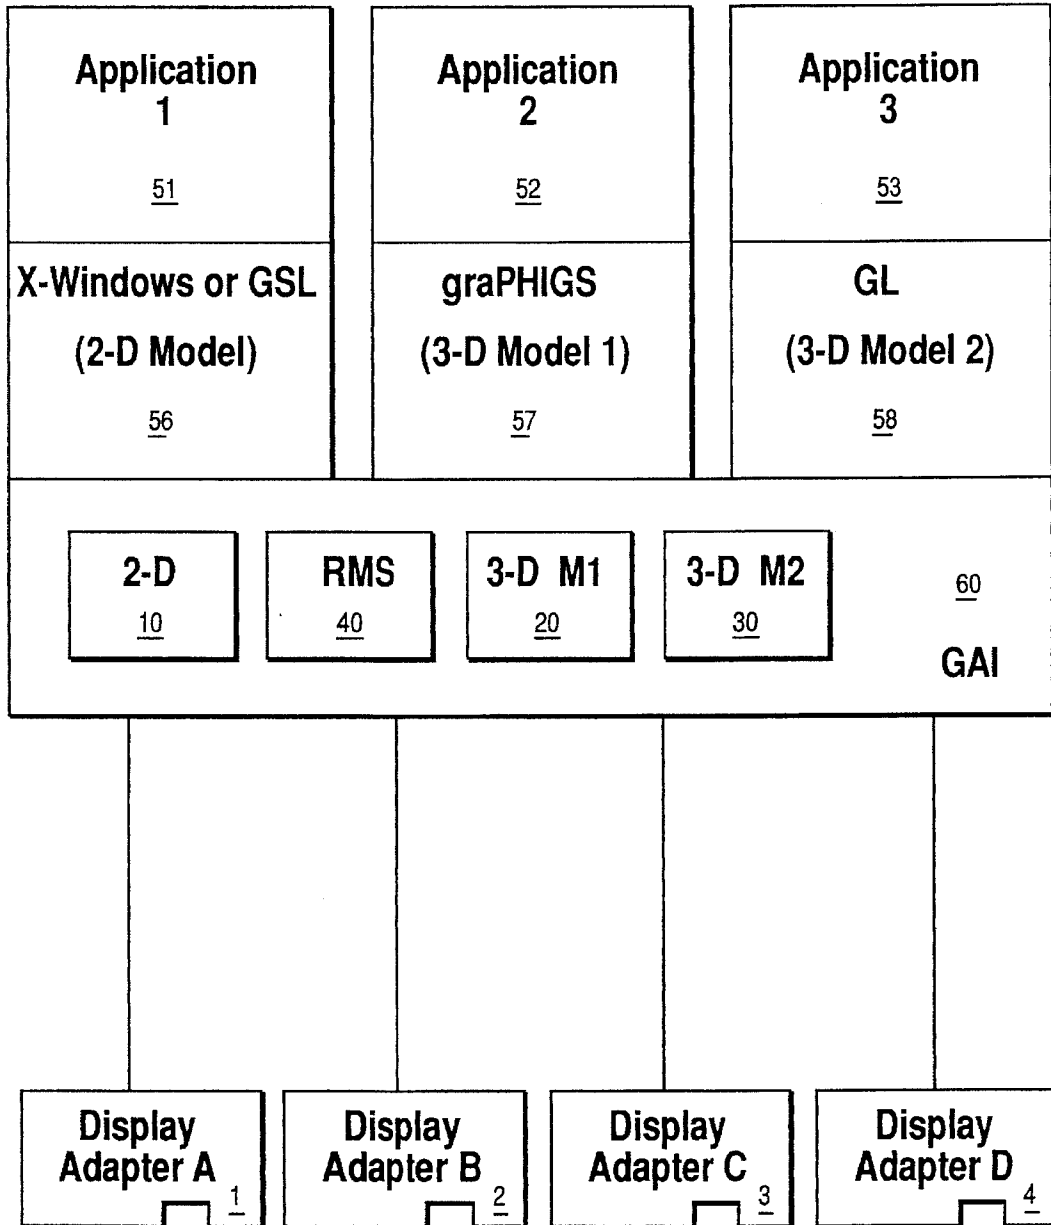 Application
1
51
Application
2
52
Application
3
53
X-Windows or GSL
(2-D Model)
56
graPHIGS
(3-D Model 1)
57
GL
(3-D Model 2)
58
2-D
10
RMS
40
3-D M1
20
3-D M2
30
60
GAI
Display
Adapter A
1
Display
Adapter B
2
Display
Adapter C
3
Display
Adapter D
4